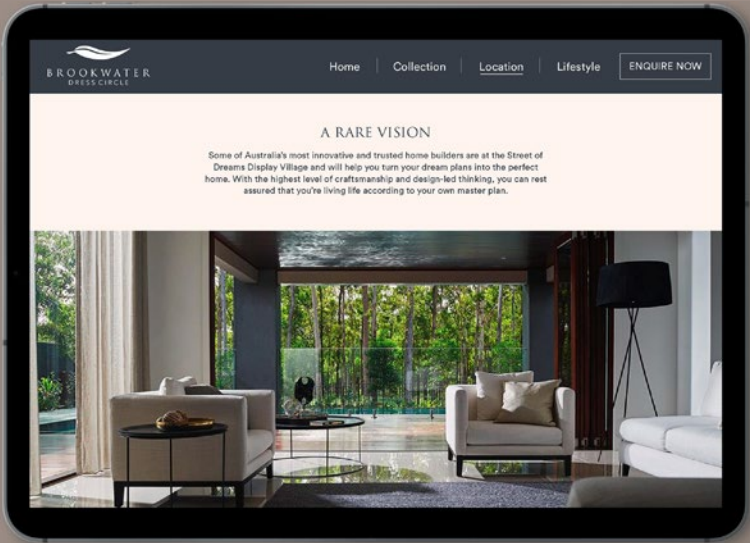 BROOKWATER
DRESS CIRCLE
Home
Collection
Location
Lifestyle
ENQUIRE NOW
A RARE VISION
Some of Australia's most innovative and trusted home builders are at the Street of
Dreams Display Village and will help you turn your dream plans into the perfect
home. With the highest level of craftsmanship and design-led thinking, you can rest
assured that you're living life according to your own master plan.